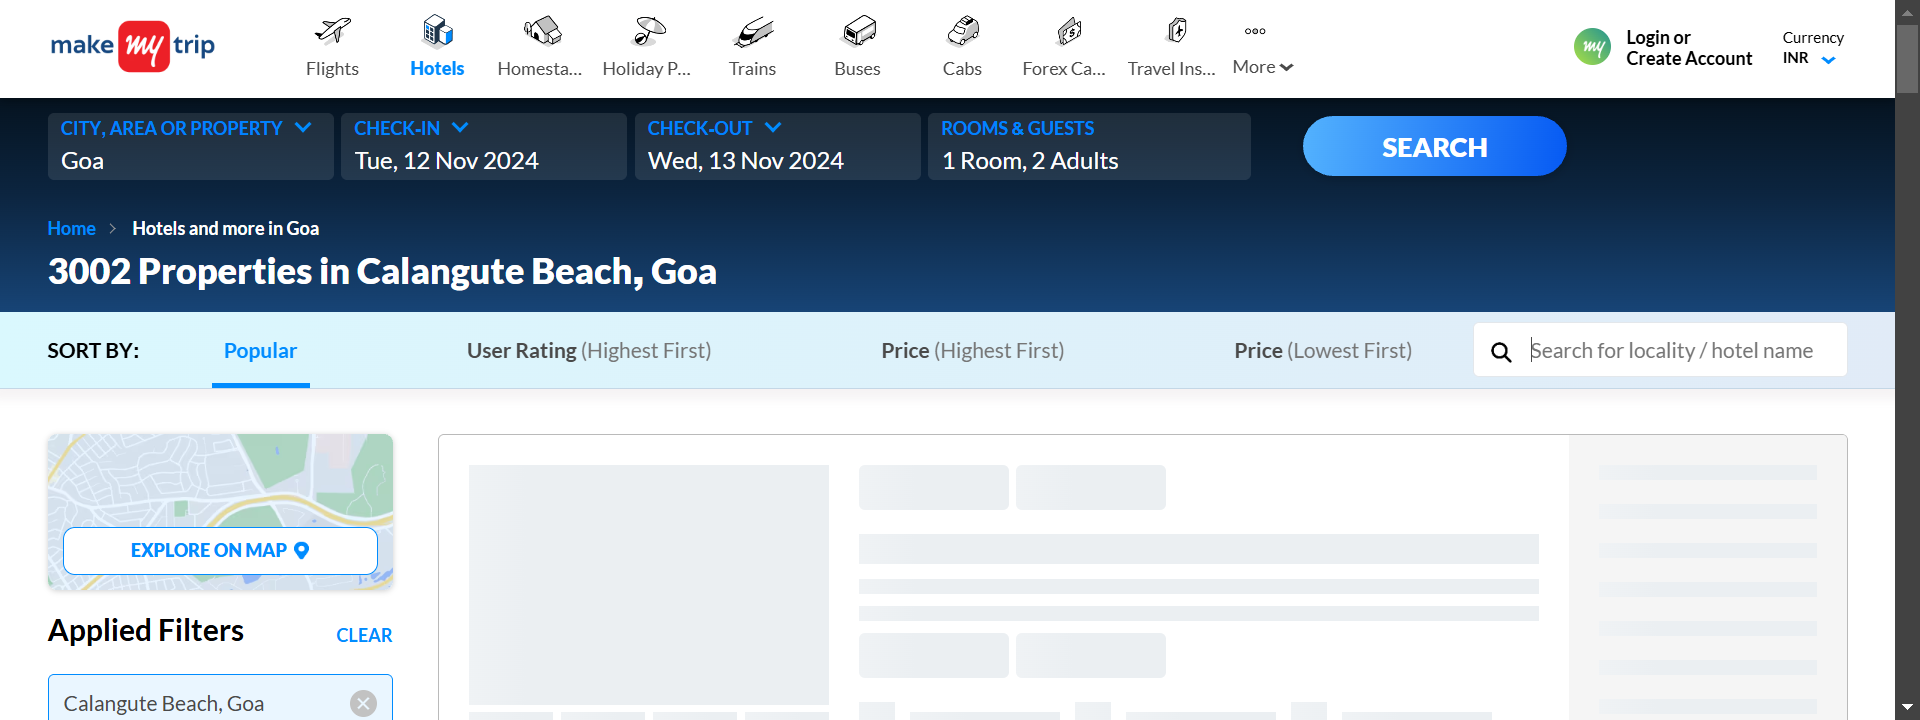 make my trip
Flights
Hotels
Homesta...
Holiday P...
Trains
Buses
Cabs
Forex Ca...
Travel Ins...
More
my
Login or
Create Account
Currency
INR
CITY, AREA OR PROPERTY
Goa
CHECK-IN
Tue, 12 Nov 2024
CHECK-OUT
Wed, 13 Nov 2024
ROOMS & GUESTS
1 Room, 2 Adults
SEARCH
Home > Hotels and more in Goa
3002 Properties in Calangute Beach, Goa
SORT BY:
Popular
User Rating (Highest First)
Price (Highest First)
Price (Lowest First)
Search for locality / hotel name
EXPLORE ON MAP
Applied Filters
CLEAR
Calangute Beach, Goa